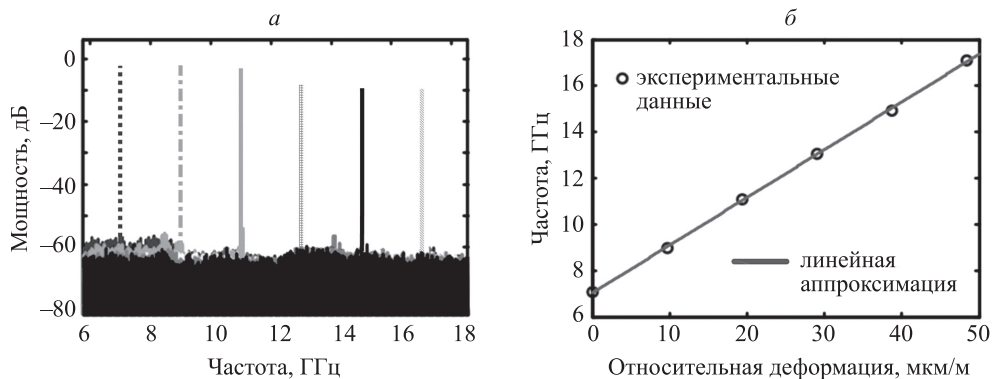 а
Мощность, дБ
0
–20
–40
–60
–80
6
8
10
12
14
16
18
Частота, ГГц
б
Частота, ГГц
18
16
14
12
10
8
6
экспериментальные
данные
линейная
аппроксимация
0
10
20
30
40
50
Относительная деформация, мкм/м